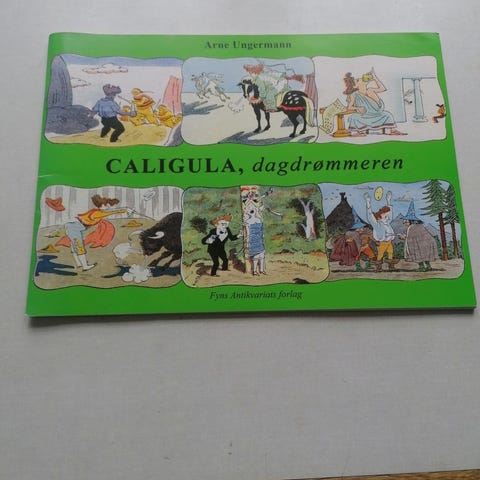 Arne Ungermann
CALIGULA, dagdrømmeren
Fyns Antikvariats forlag